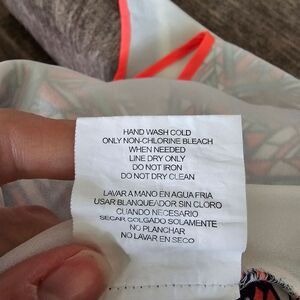 HAND WASH COLD
ONLY NON-CHLORINE BLEACH
WHEN NEEDED
LINE DRY ONLY
DO NOT IRON
DO NOT DRY CLEAN
LAVAR A MANO EN AGUA FRIA
USAR BLANQUEADOR SIN CLORO
CUANDO NECESARIO
SECAR COLGADO SOLAMENTE
NO PLANCHAR
NO LAVAR EN SECO